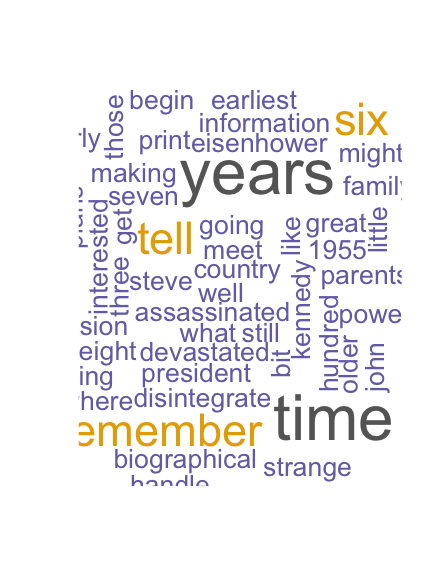 begin earliest
those
information
six
rly
print
eisenhower
might
making
years
family
seven
plans
interested
get
tell
going
like
great
little
meet
1955
three
steve
country
kennedy
parents
well
assassinated
hundred
powe
sion
what still
eight
devastated
bit
older
john
ing
president
where
disintegrate
time
emember
biographical
strange
handle